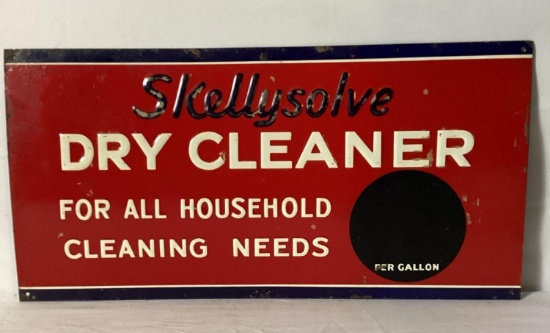 Skellysolve
DRY CLEANER
FOR ALL HOUSEHOLD
CLEANING NEEDS
PER GALLON